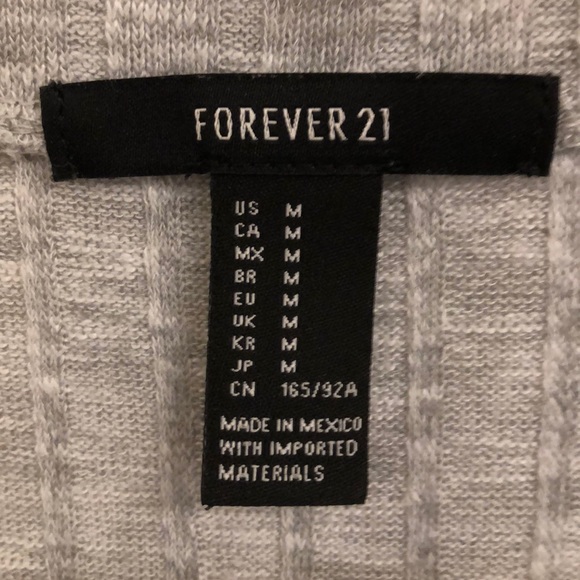 FOREVER 21
US M
CA M
MX M
BR M
EU M
UK M
KR M
JP M
CN 165/92A
MADE IN MEXICO
WITH IMPORTED
MATERIALS